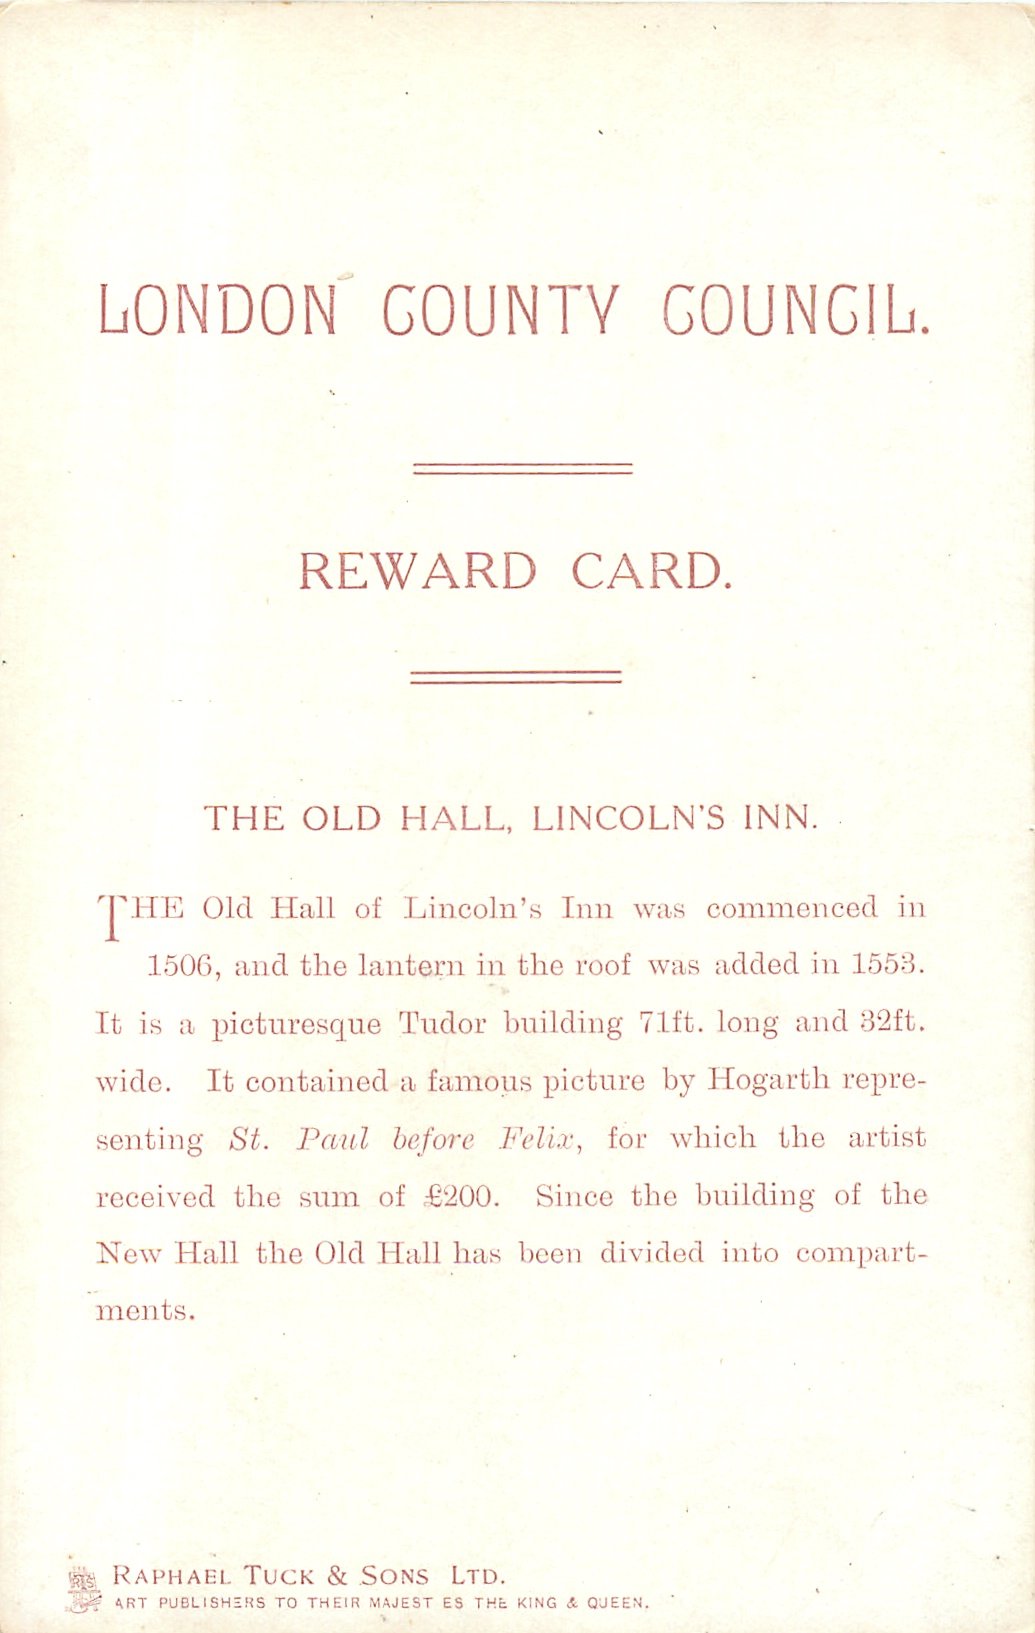 LONDON COUNTY COUNCIL.
REWARD CARD.
THE OLD HALL, LINCOLN'S INN.
THE Old Hall of Lincoln's Inn was commenced in
1506, and the lantern in the roof was added in 1553.
It is a picturesque Tudor building 71ft. long and 32ft.
wide. It contained a famous picture by Hogarth repre-
senting St. Paul before Felix, for which the artist
received the sum of £200. Since the building of the
New Hall the Old Hall has been divided into compart-
ments.
RAPHAEL TUCK & SONS LTD.
ART PUBLISHERS TO THEIR MAJEST ES THE KING & QUEEN.